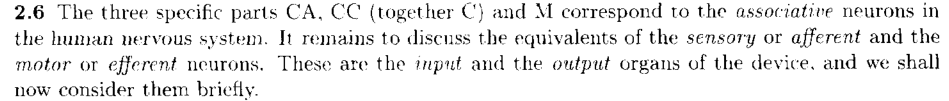 2.6 The three specific parts CA, CC (together C) and M correspond to the associative neurons in
the human nervous system. It remains to discuss the equivalents of the sensory or afferent and the
motor or efferent neurons. These are the input and the output organs of the device, and we shall
now consider them briefly.